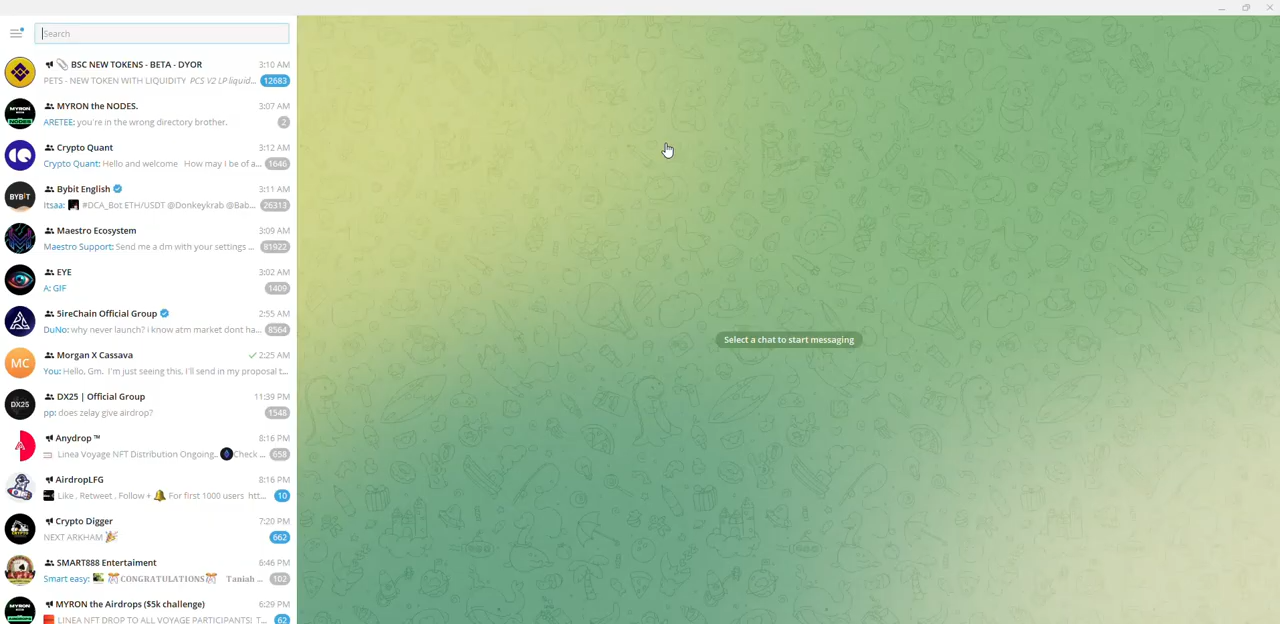 Search
BSC NEW TOKENS - BETA - DYOR 3:10 AM
PETS - NEW TOKEN WITH LIQUIDITY PCS V2 LP liquid... 12683
MYRON the NODES. 3:07 AM
ARETEE: you're in the wrong directory brother. 2
Crypto Quant 3:12 AM
Crypto Quant: Hello and welcome How may I be of a... 1646
BYBIT Bybit English 3:11 AM
Itsaa: #DCA_Bot ETH/USDT @Donkeykrab @Bab... 26313
Maestro Ecosystem 3:09 AM
Maestro Support: Send me a dm with your settings ... 81922
EYE 3:02 AM
A: GIF 1409
5ireChain Official Group 2:55 AM
DuNo: why never launch? i know atm market dont ha... 8564
Select a chat to start messaging
MC Morgan X Cassava 2:25 AM
You: Hello, Gm. I'm just seeing this, I'll send in my proposal t...
DX25 DX25 | Official Group 11:39 PM
pp: does zelay give airdrop? 1548
Anydrop ™ 8:16 PM
Linea Voyage NFT Distribution Ongoing.. Check ... 658
AirdropLFG 8:16 PM
Like , Retweet , Follow + 🔔 For first 1000 users htt... 10
Crypto Digger 7:20 PM
NEXT ARKHAM 🎉 662
SMART888 Entertaiment 6:46 PM
Smart easy: 🎊CONGRATULATIONS🎊 Taniah ... 102
MYRON the Airdrops ($5k challenge) 6:29 PM
LINEA NFT DROP TO ALL VOYAGE PARTICIPANTS! T... 62